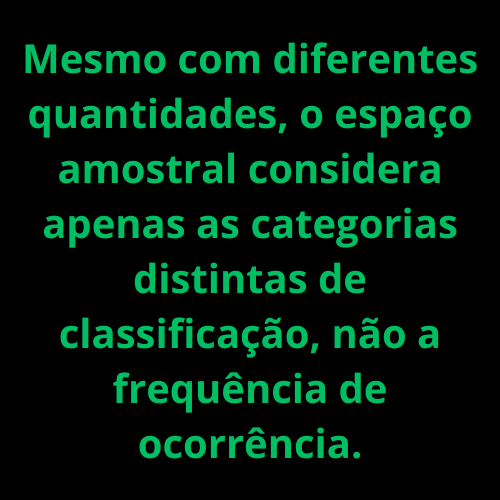 Mesmo com diferentes
quantidades, o espaço
amostral considera
apenas as categorias
distintas de
classificação, não a
frequência de
ocorrência.